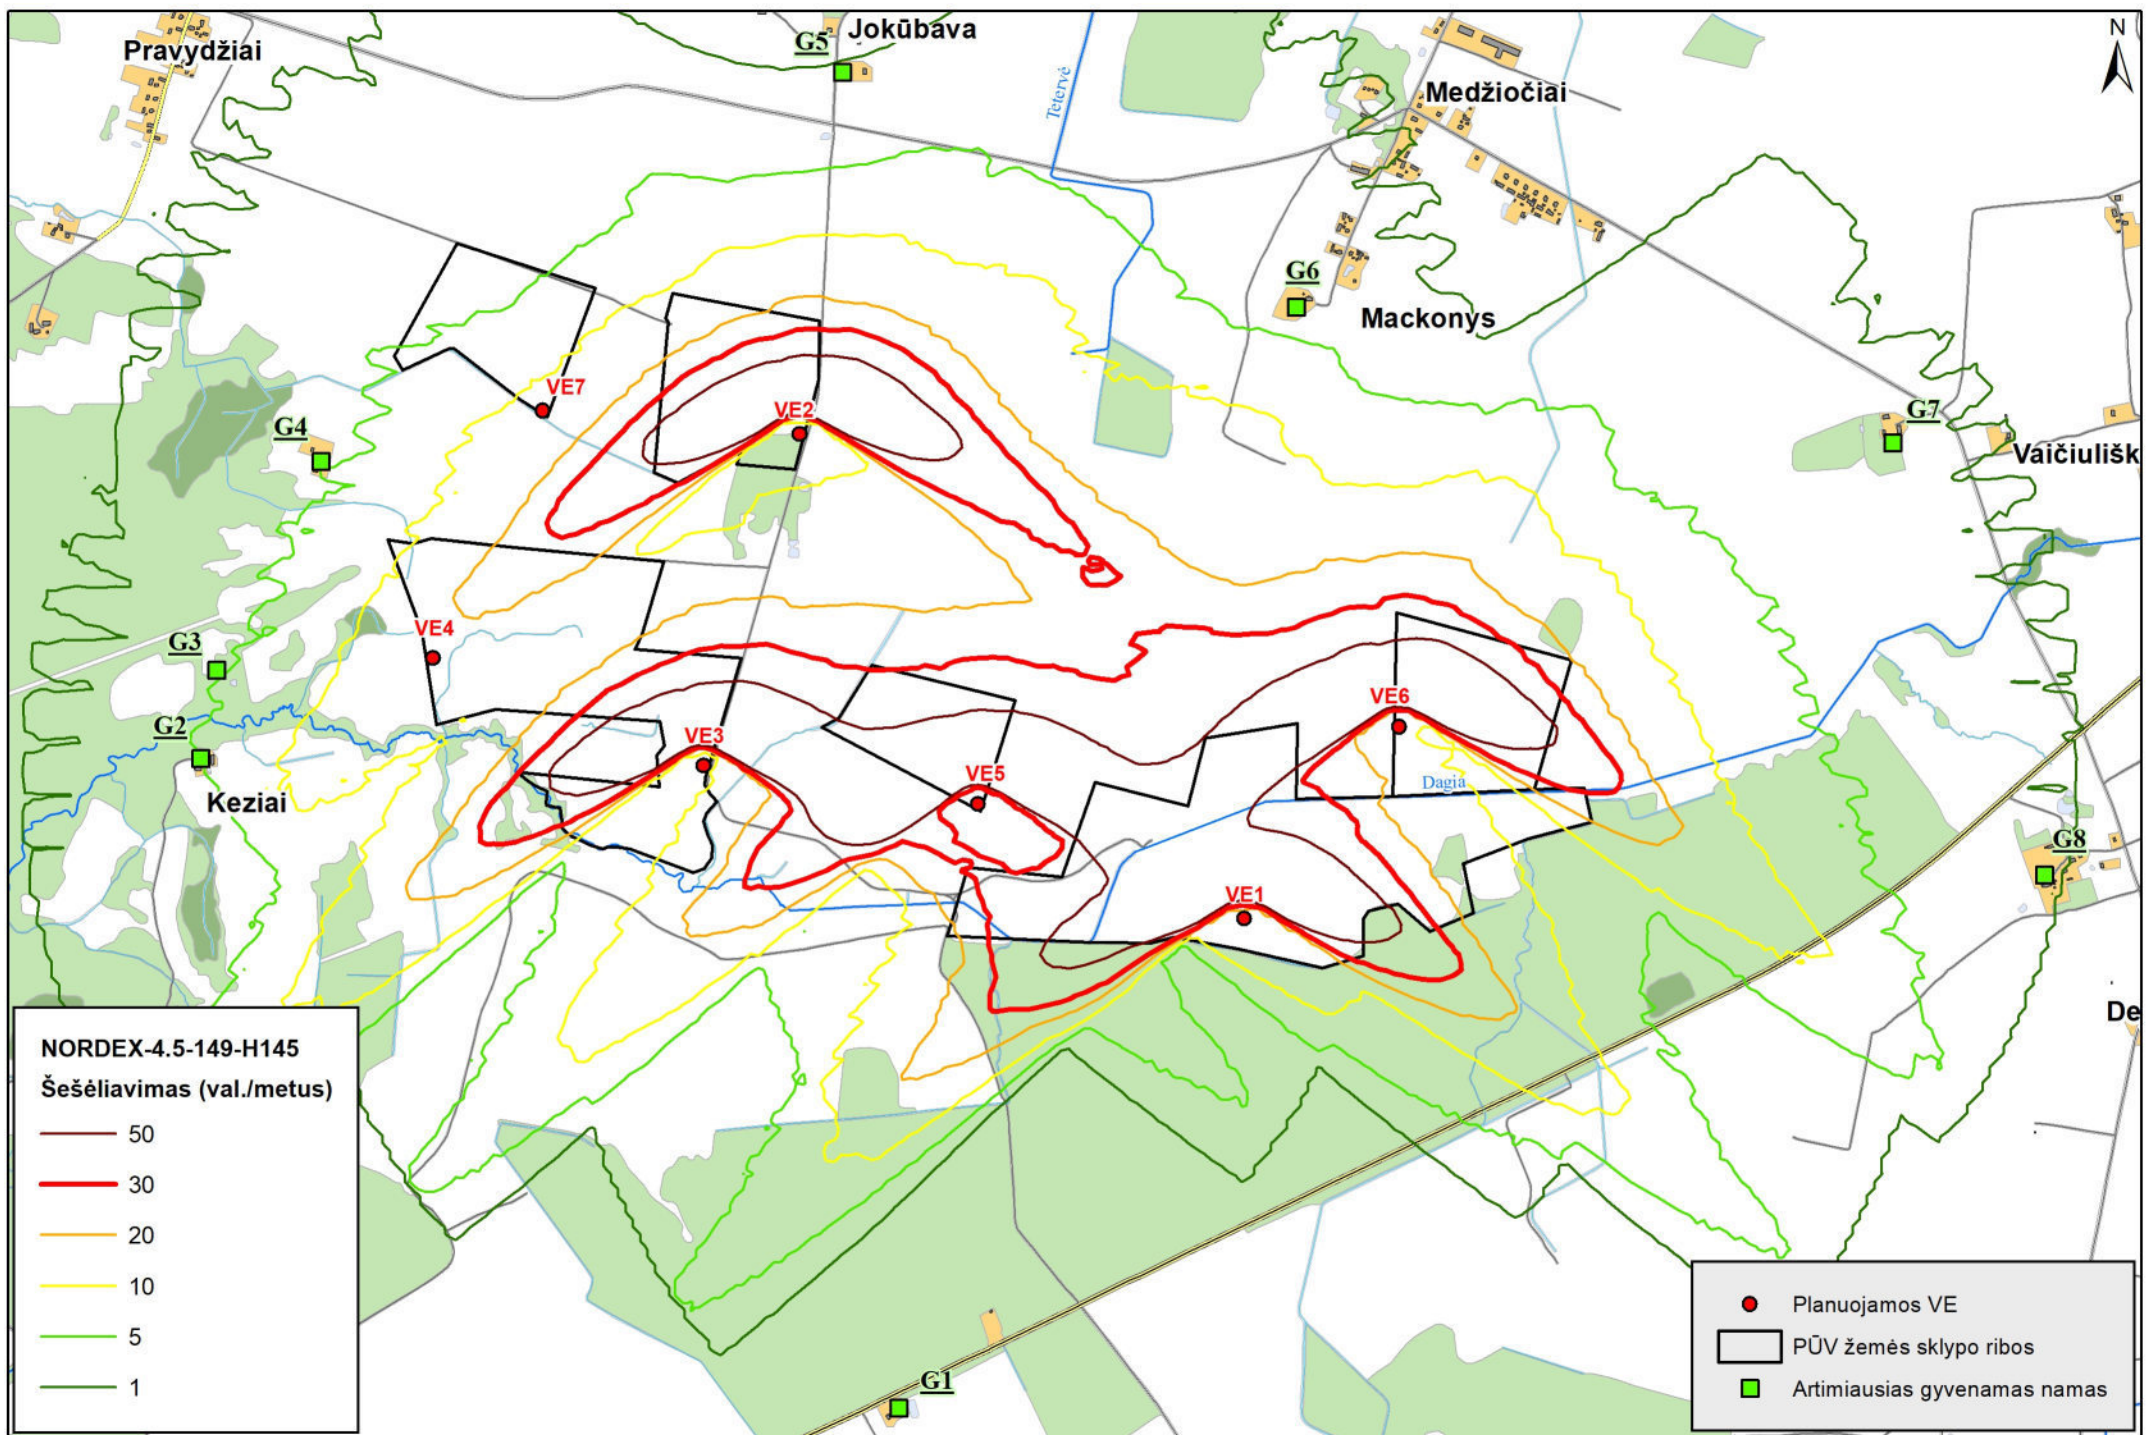 Pravydžiai
G5
Jokūbava
N
Tetervė
Medžiočiai
G6
Mackonys
VE7
VE2
G4
G7
Vaičiulišk
VE4
G3
G2
VE3
VE6
Keziai
VE5
Dagia
G8
VE1
De
NORDEX-4.5-149-H145
Šešėliavimas (val./metus)
50
30
20
10
5
1
G1
Planuojamos VE
PŪV žemės sklypo ribos
Artimiausias gyvenamas namas